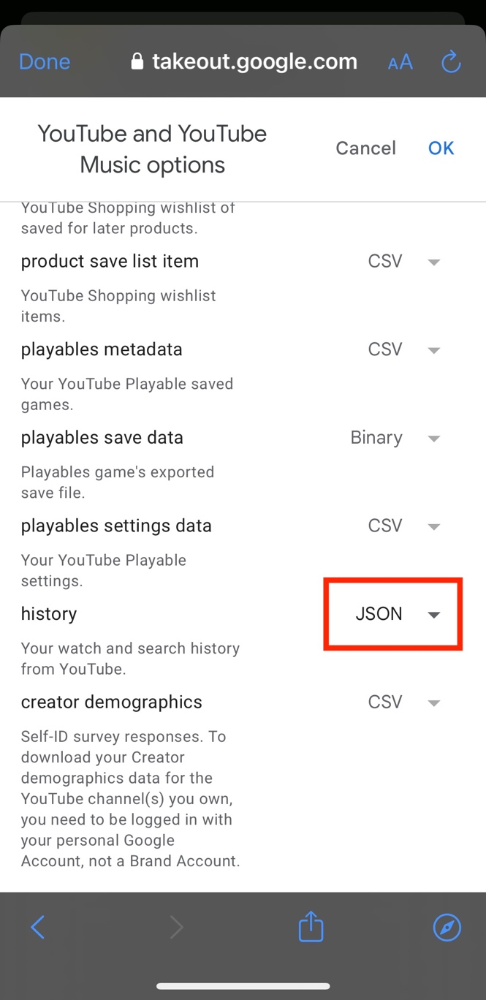 Done takeout.google.com AA
YouTube and YouTube
Music options
Cancel OK
YouTube Shopping wishlist of
saved for later products.
product save list item CSV
YouTube Shopping wishlist
items.
playables metadata CSV
Your YouTube Playable saved
games.
playables save data Binary
Playables game's exported
save file.
playables settings data CSV
Your YouTube Playable
settings.
history JSON
Your watch and search history
from YouTube.
creator demographics CSV
Self-ID survey responses. To
download your Creator
demographics data for the
YouTube channel(s) you own,
you need to be logged in with
your personal Google
Account, not a Brand Account.